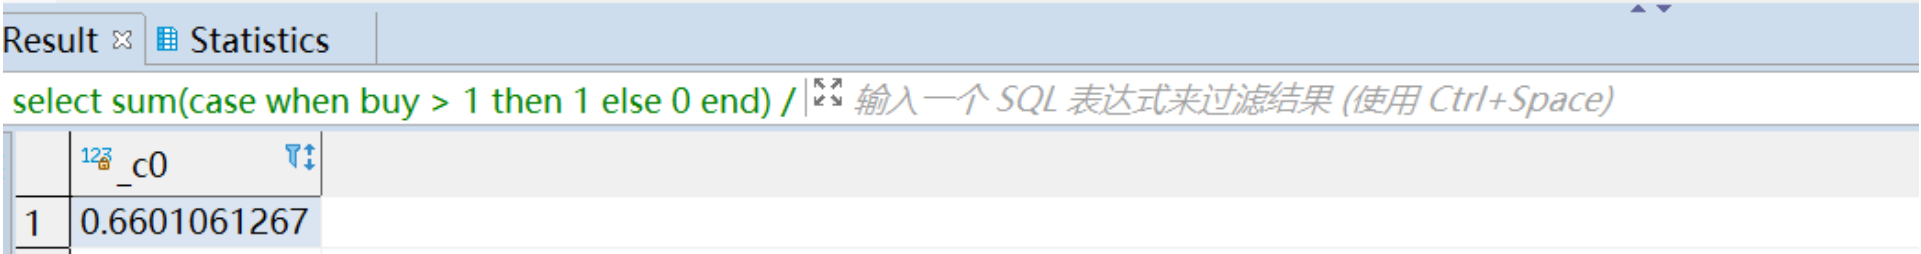 Result Statistics
select sum(case when buy > 1 then 1 else 0 end) / 输入一个 SQL 表达式来过滤结果 (使用 Ctrl+Space)
123 _c0
1 0.6601061267